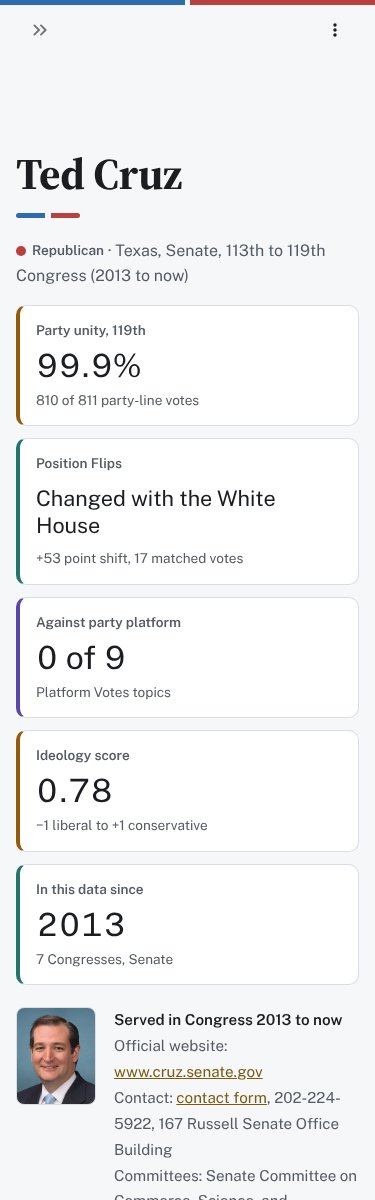 Ted Cruz
Republican · Texas, Senate, 113th to 119th
Congress (2013 to now)
Party unity, 119th
99.9%
810 of 811 party-line votes
Position Flips
Changed with the White
House
+53 point shift, 17 matched votes
Against party platform
0 of 9
Platform Votes topics
Ideology score
0.78
−1 liberal to +1 conservative
In this data since
2013
7 Congresses, Senate
Served in Congress 2013 to now
Official website:
www.cruz.senate.gov
Contact: contact form, 202-224-
5922, 167 Russell Senate Office
Building
Committees: Senate Committee on
Commerce, Science, and